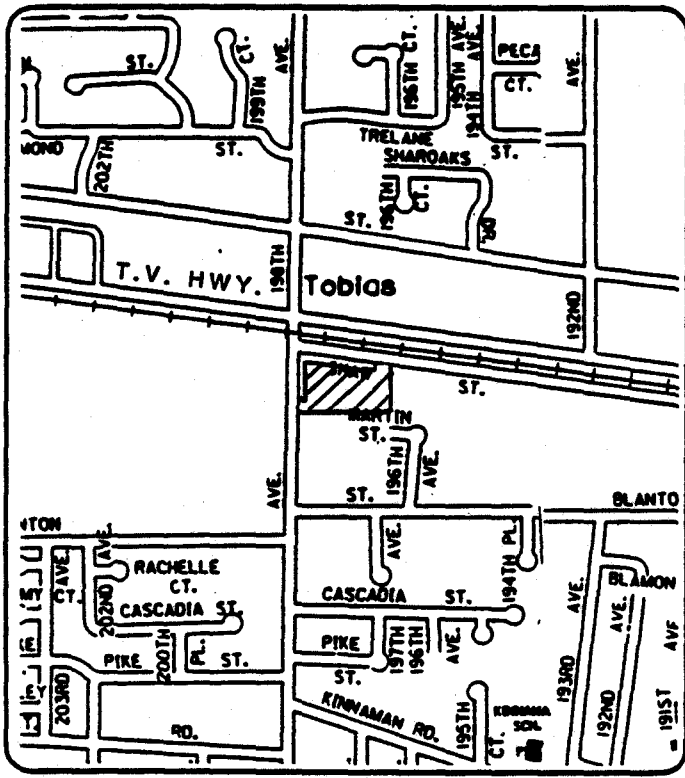 ST.
CT.
199TH
AVE.
196TH CT.
195TH AVE.
194TH AVE.
PECA
CT.
AVE.
MOND
202TH
ST.
TRELANE
ST.
SHAROAKS
196TH
CT.
ST.
DR.
T.V. HWY.
198TH
Tobias
192ND
SHAW
ST.
MARTIN
ST.
196TH
AVE.
AVE.
ST.
BLANTO
NTON
AVE.
AVE.
RACHELLE
CT.
CT.
202ND
CASCADIA ST.
AVE.
194TH PL.
CASCADIA ST.
AVE.
BLAMON
AVE.
PIKE
200TH
PL.
ST.
PIKE
ST.
197TH
196TH
AVE.
193RD
192ND
191ST
203RD
RD.
KINNAMAN RD.
195TH
CT.
SCH.